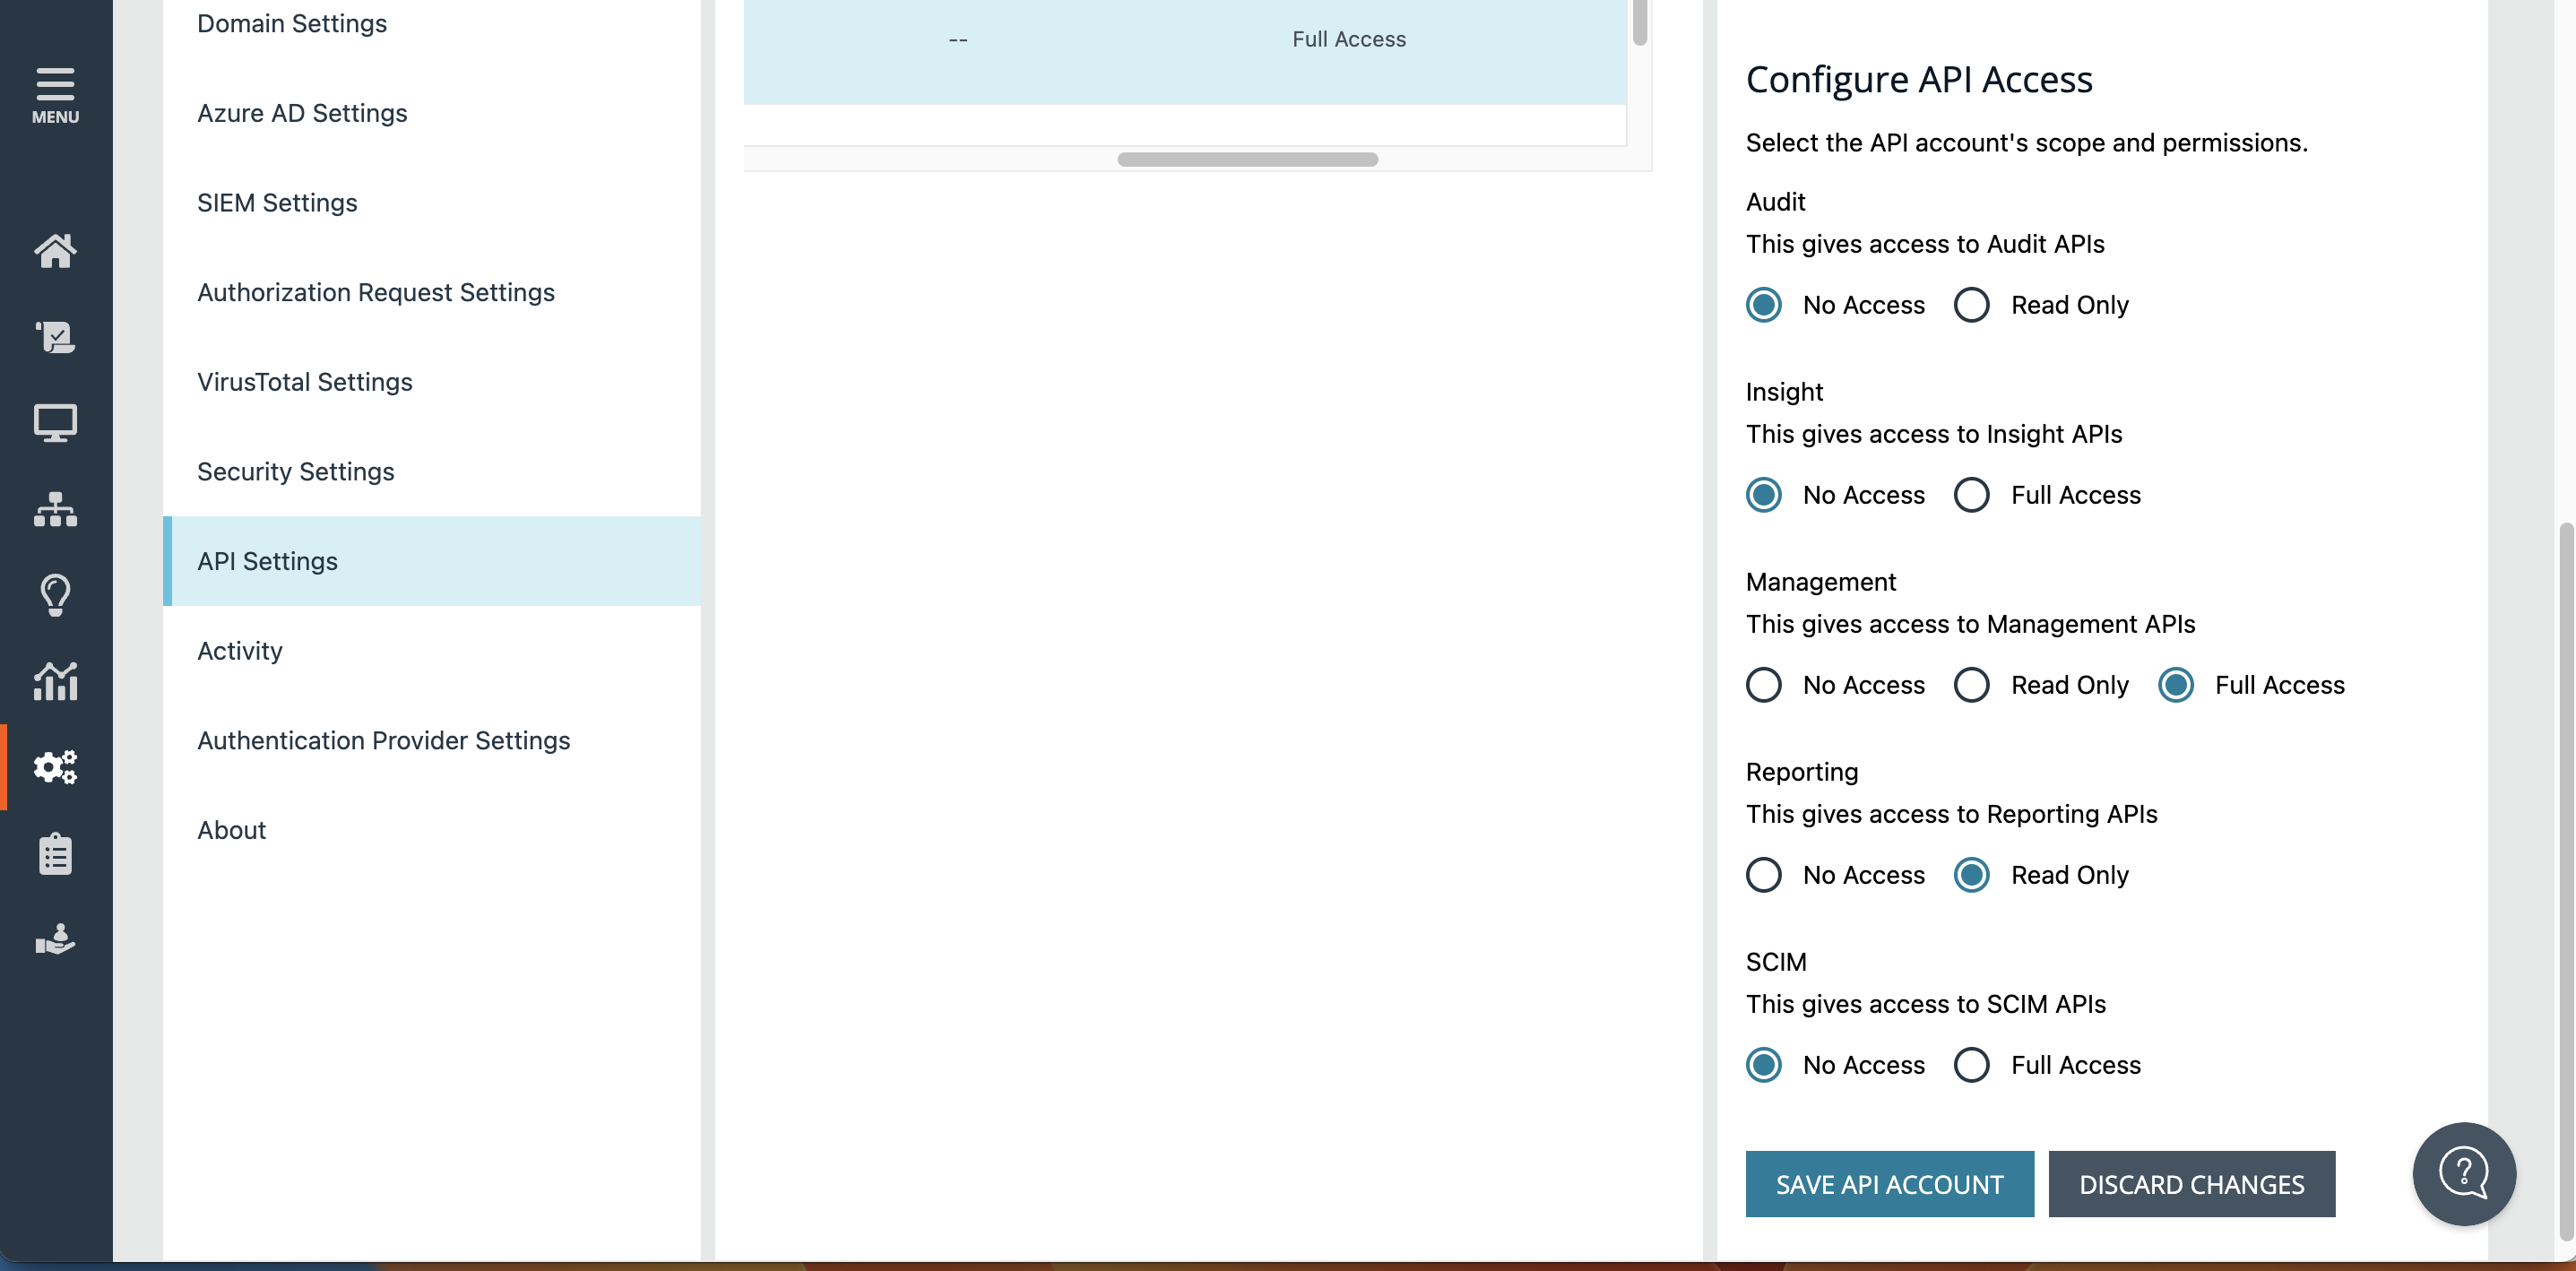 MENU
Domain Settings
Azure AD Settings
SIEM Settings
Authorization Request Settings
VirusTotal Settings
Security Settings
API Settings
Activity
Authentication Provider Settings
About
-- Full Access
Configure API Access
Select the API account's scope and permissions.
Audit
This gives access to Audit APIs
No Access Read Only
Insight
This gives access to Insight APIs
No Access Full Access
Management
This gives access to Management APIs
No Access Read Only Full Access
Reporting
This gives access to Reporting APIs
No Access Read Only
SCIM
This gives access to SCIM APIs
No Access Full Access
SAVE API ACCOUNT DISCARD CHANGES
?